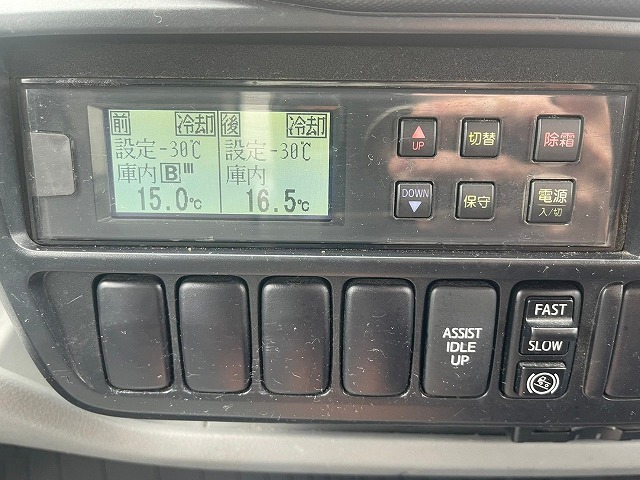 前 冷却 後 冷却
設定-30℃ 設定-30℃
庫内B 庫内
15.0℃ 16.5℃
UP
切替
除霜
DOWN
保守
電源
入/切
ASSIST
IDLE
UP
FAST
SLOW